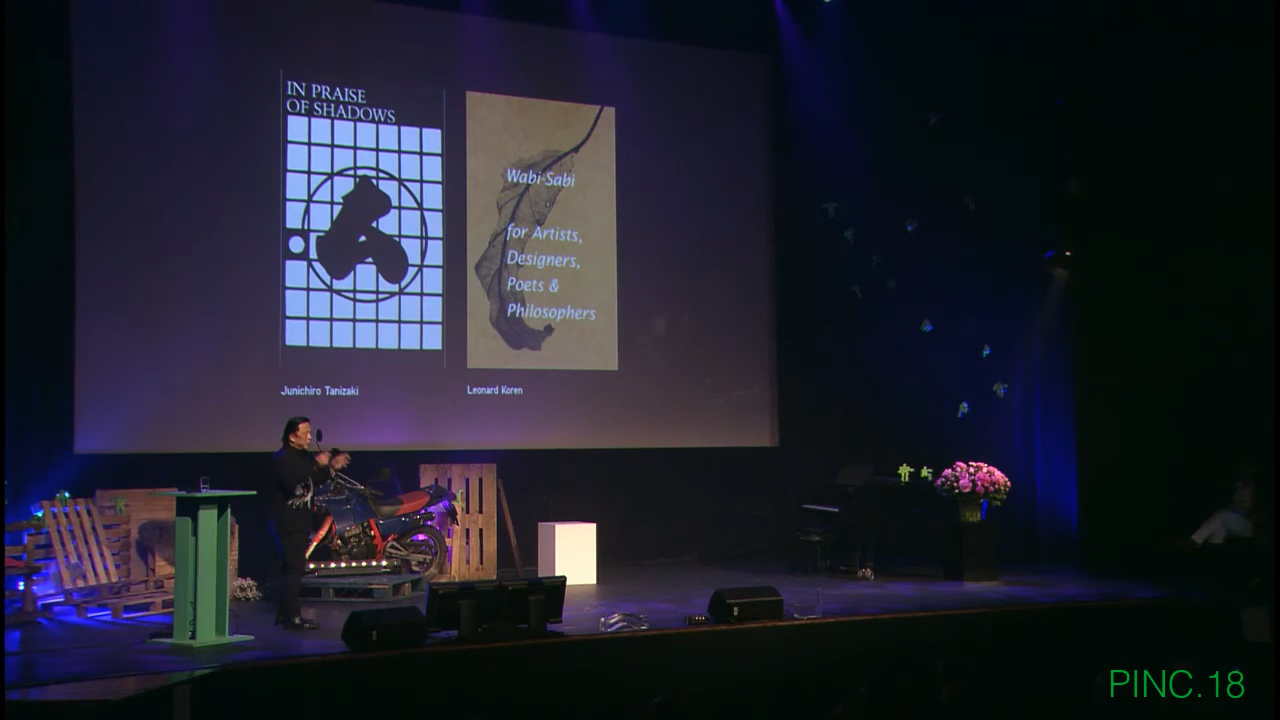 IN PRAISE
OF SHADOWS
Wabi-Sabi
for Artists,
Designers,
Poets &
Philosophers
Junichiro Tanizaki
Leonard Koren
PINC.18